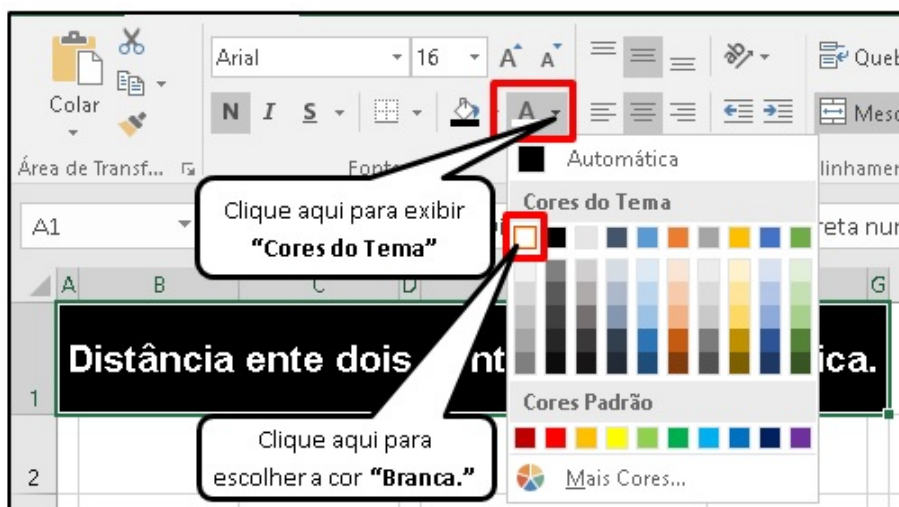 Arial
16
A A
Queb
Colar
N I S
A
Mesc
Área de Transf...
Font
linhamen
Automática
Cores do Tema
Clique aqui para exibir
"Cores do Tema"
A1
reta nur
A B C D G
1
Distância ente dois
nt
ica.
Cores Padrão
Clique aqui para
escolher a cor "Branca."
2
Mais Cores...